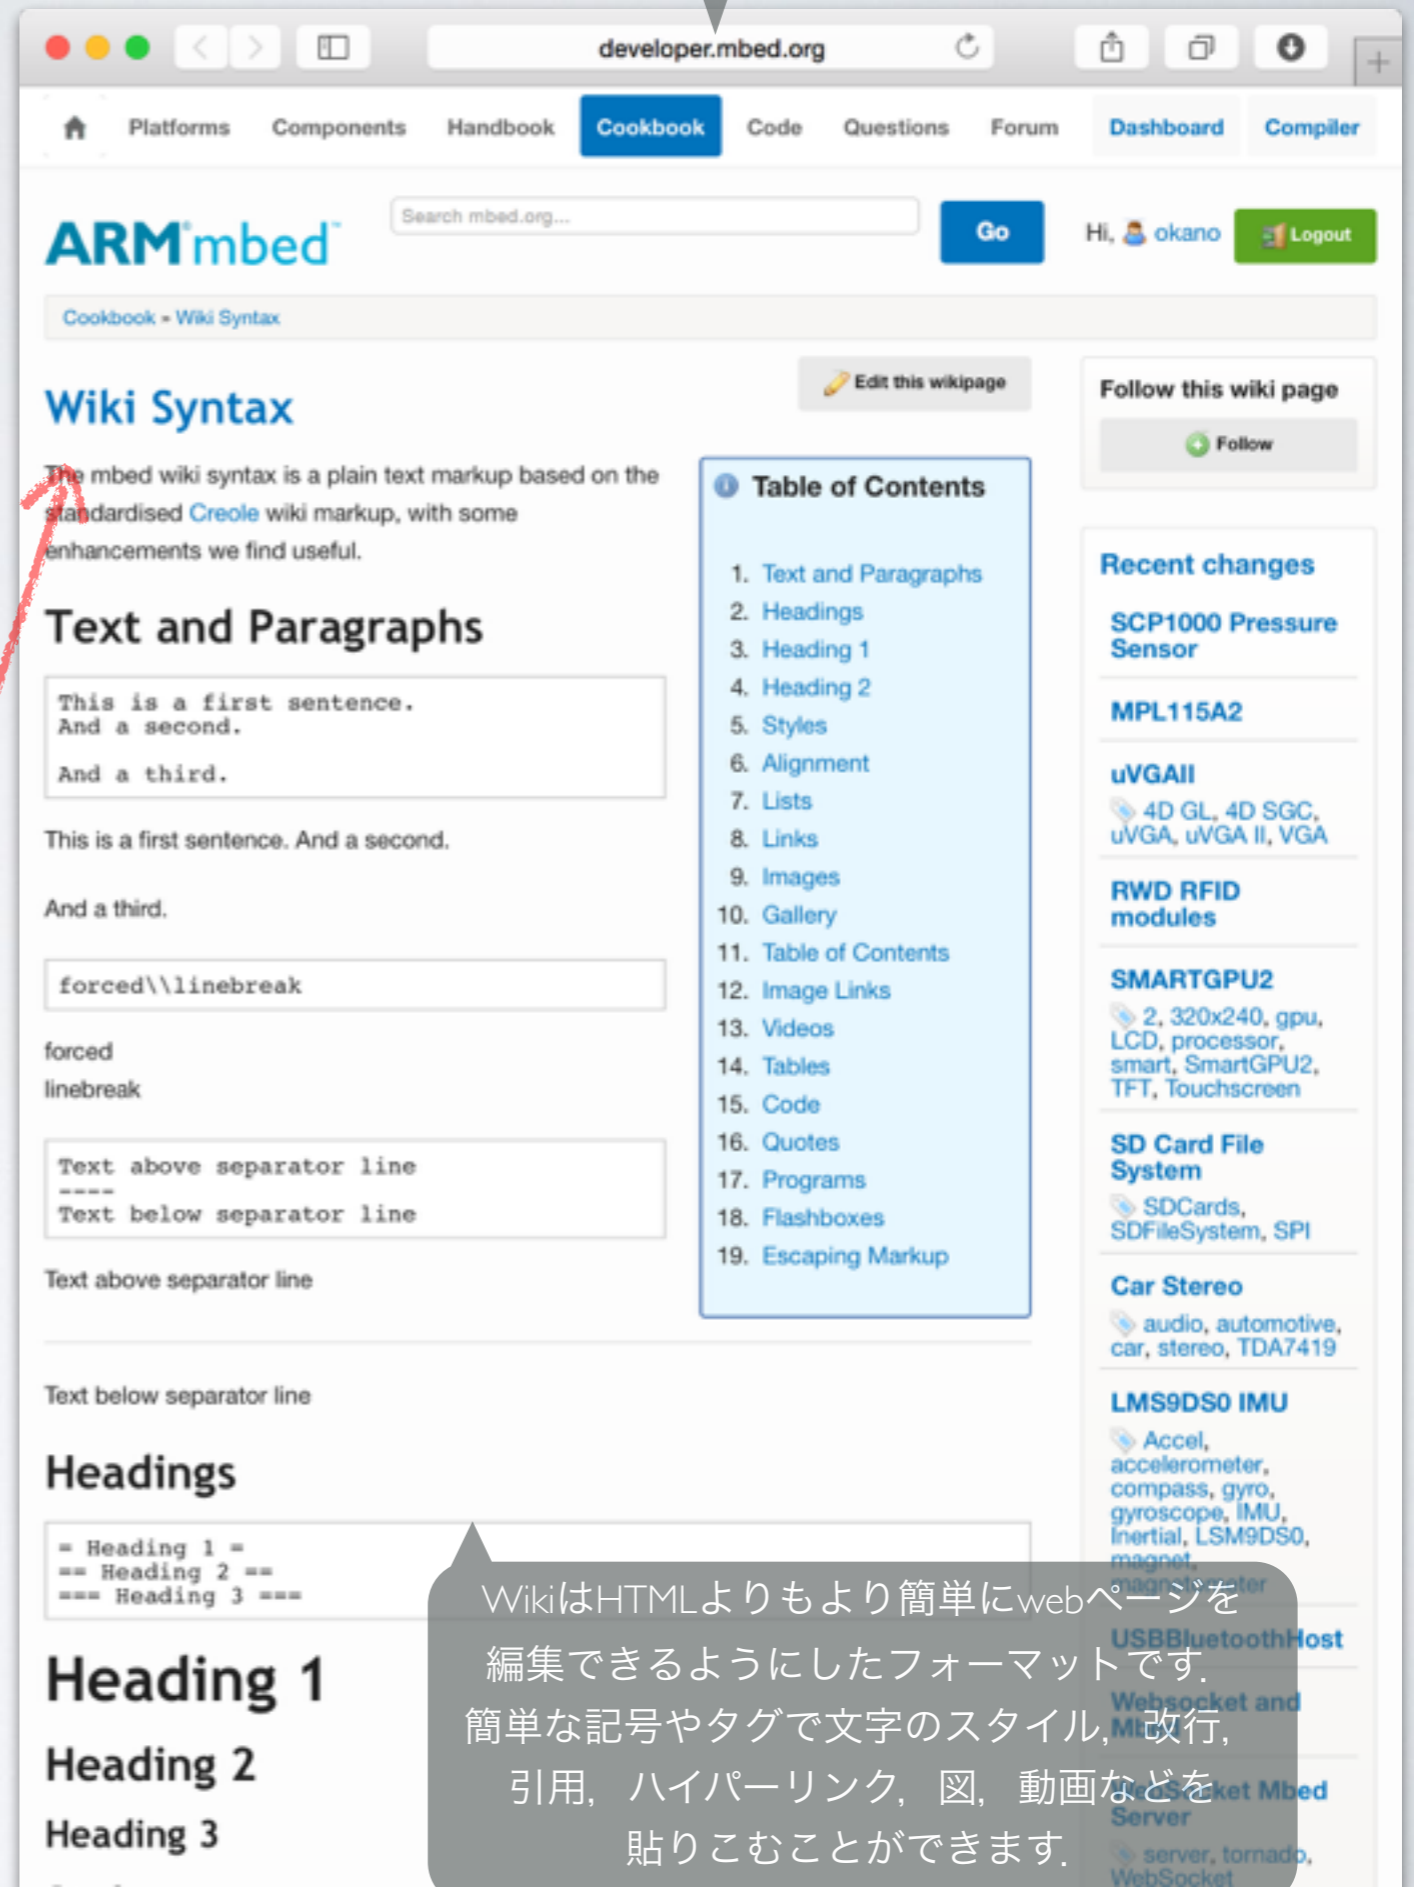 developer.mbed.org
Platforms Components Handbook Cookbook Code Questions Forum Dashboard Compiler
ARM®mbed™
Search mbed.org...
Go
Hi, okano
Logout
Cookbook » Wiki Syntax
Edit this wikipage
Wiki Syntax
The mbed wiki syntax is a plain text markup based on the
standardised Creole wiki markup, with some
enhancements we find useful.
Text and Paragraphs
This is a first sentence.
And a second.
And a third.
This is a first sentence. And a second.
And a third.
forced\\linebreak
forced
linebreak
Text above separator line
----
Text below separator line
Text above separator line
Text below separator line
Headings
= Heading 1 =
== Heading 2 ==
=== Heading 3 ===
Heading 1
Heading 2
Heading 3
Table of Contents
1. Text and Paragraphs
2. Headings
3. Heading 1
4. Heading 2
5. Styles
6. Alignment
7. Lists
8. Links
9. Images
10. Gallery
11. Table of Contents
12. Image Links
13. Videos
14. Tables
15. Code
16. Quotes
17. Programs
18. Flashboxes
19. Escaping Markup
Follow this wiki page
Follow
Recent changes
SCP1000 Pressure
Sensor
MPL115A2
uVGAII
4D GL, 4D SGC,
uVGA, uVGA II, VGA
RWD RFID
modules
SMARTGPU2
2, 320x240, gpu,
LCD, processor,
smart, SmartGPU2,
TFT, Touchscreen
SD Card File
System
SDCards,
SDFileSystem, SPI
Car Stereo
audio, automotive,
car, stereo, TDA7419
LMS9DS0 IMU
Accel,
accelerometer,
compass, gyro,
gyroscope, IMU,
Inertial, LSM9DS0,
magnet,
magnetometer
USBBluetoothHost
Websocket and
Mbed
WebSocket Mbed
Server
server, tornado,
WebSocket
WikiはHTMLよりもより簡単にwebページを
編集できるようにしたフォーマットです.
簡単な記号やタグで文字のスタイル, 改行,
引用, ハイパーリンク, 図, 動画などを
貼りこむことができます.